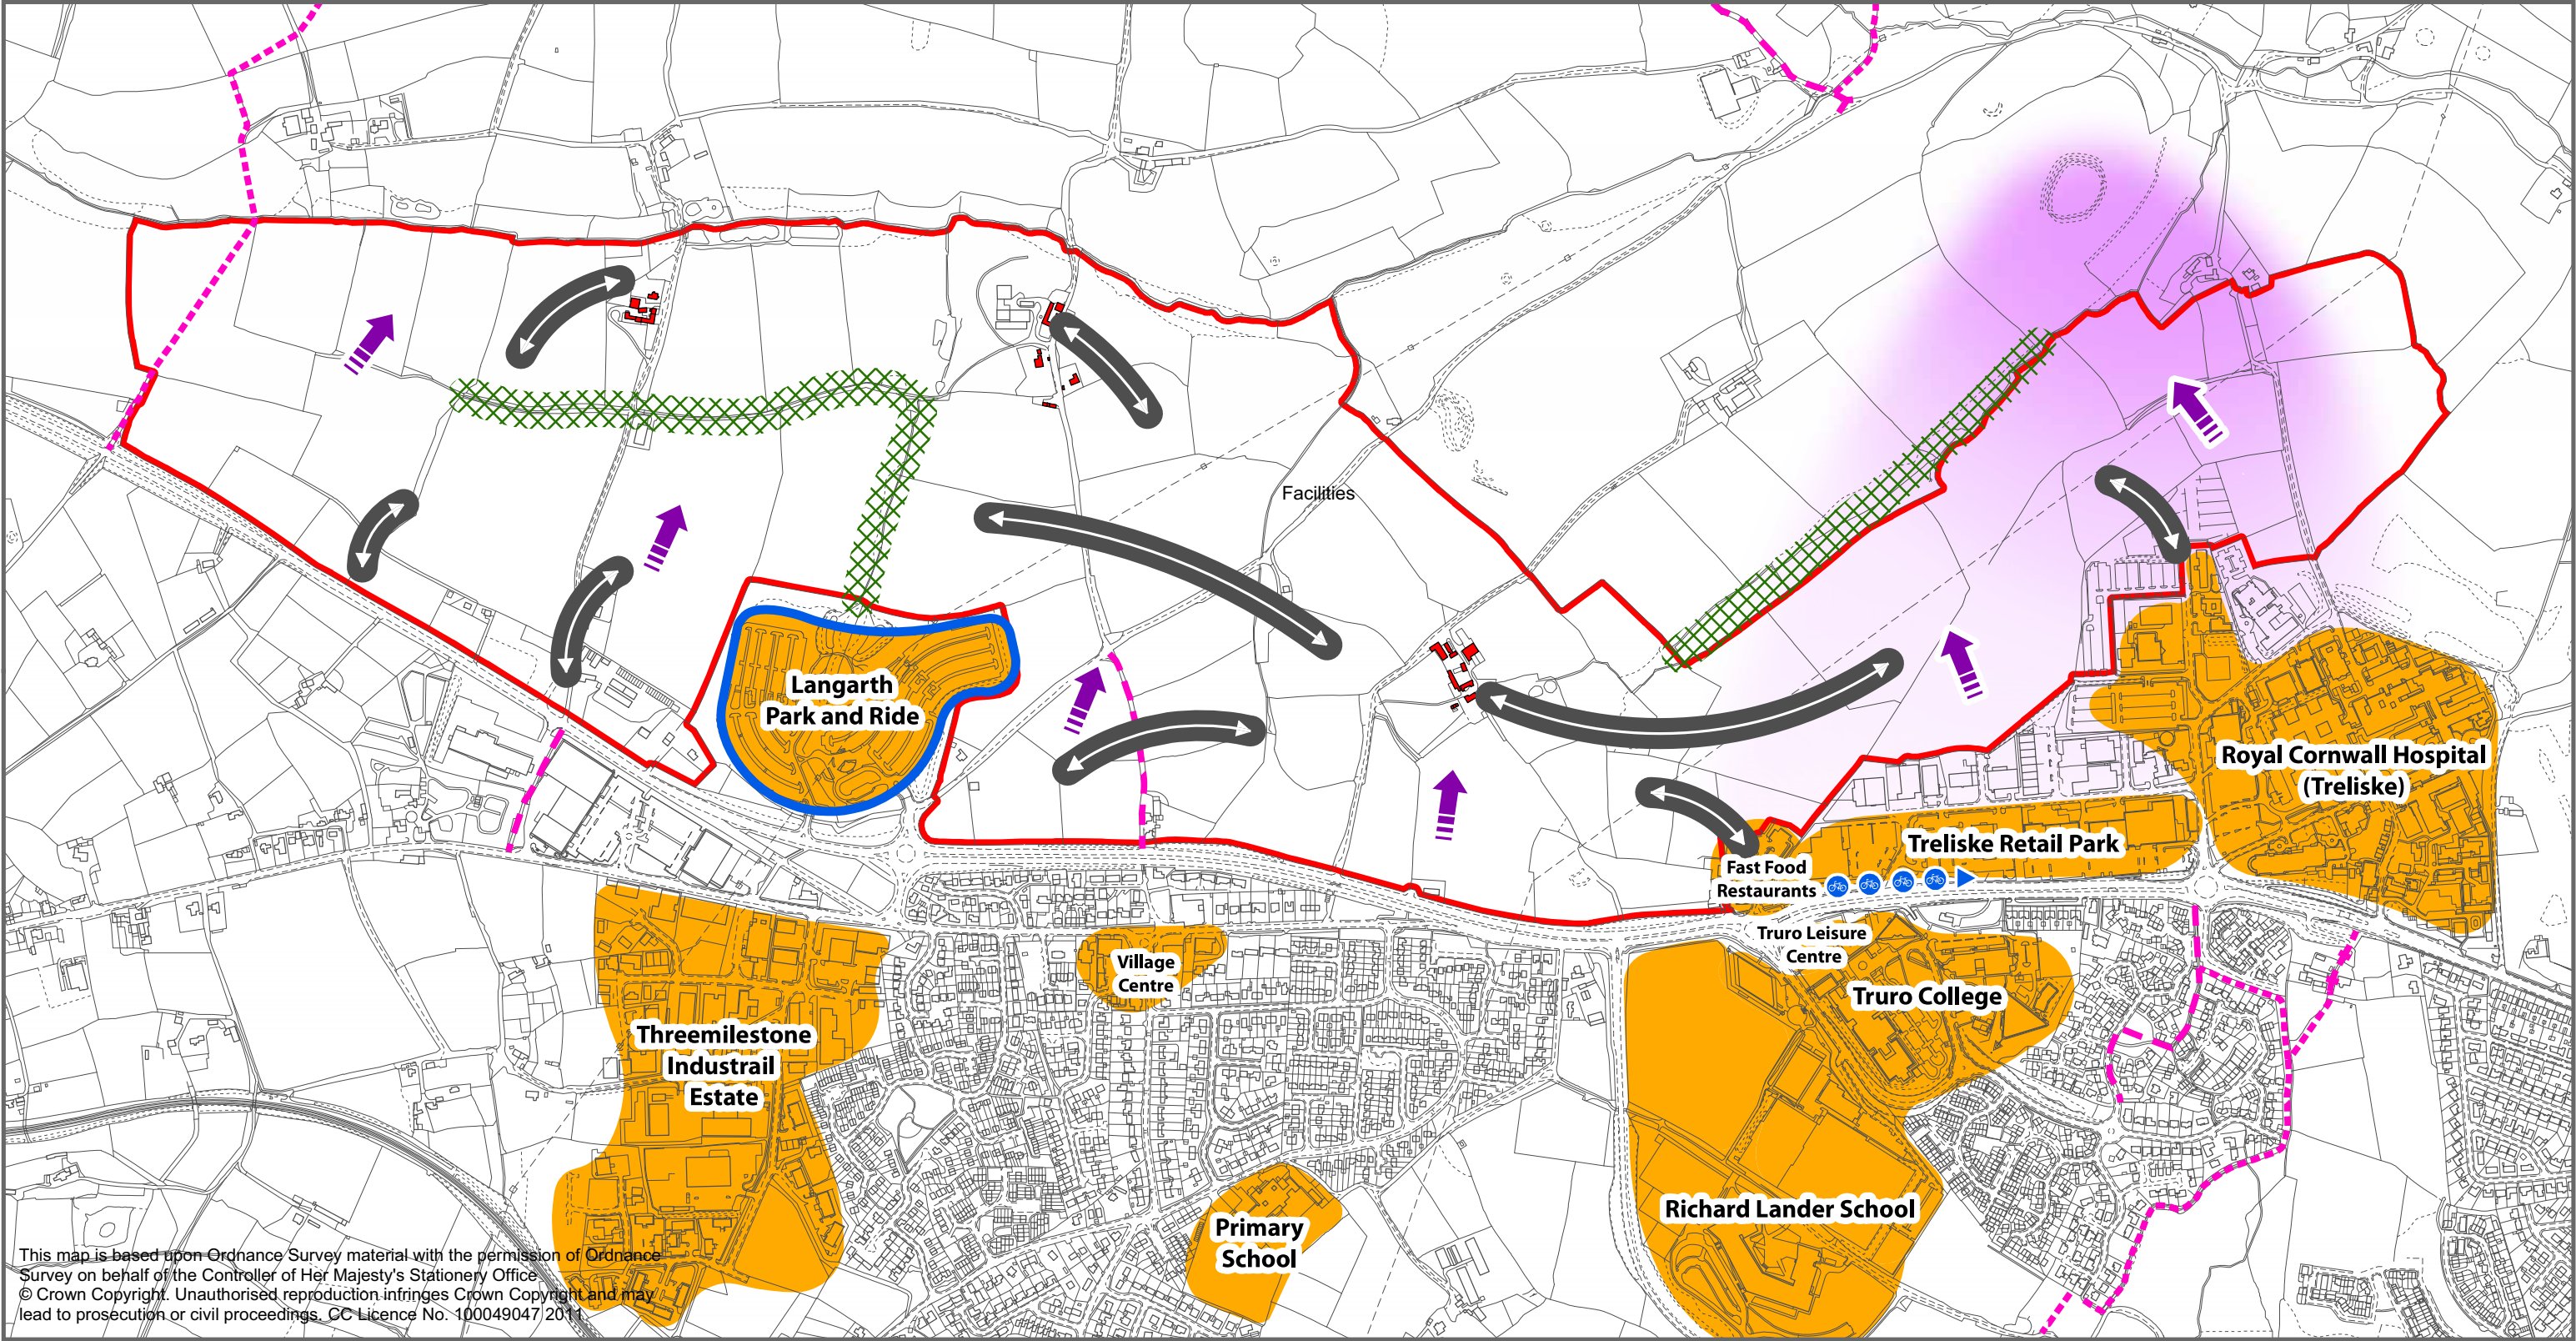 Facilities
Langarth
Park and Ride
Royal Cornwall Hospital
(Treliske)
Treliske Retail Park
Fast Food
Restaurants
Truro Leisure
Centre
Village
Centre
Truro College
Threemilestone
Industrail
Estate
Richard Lander School
Primary
School
This map is based upon Ordnance Survey material with the permission of Ordnance
Survey on behalf of the Controller of Her Majesty's Stationery Office
© Crown Copyright. Unauthorised reproduction infringes Crown Copyright and may
lead to prosecution or civil proceedings. CC Licence No. 100049047 2011